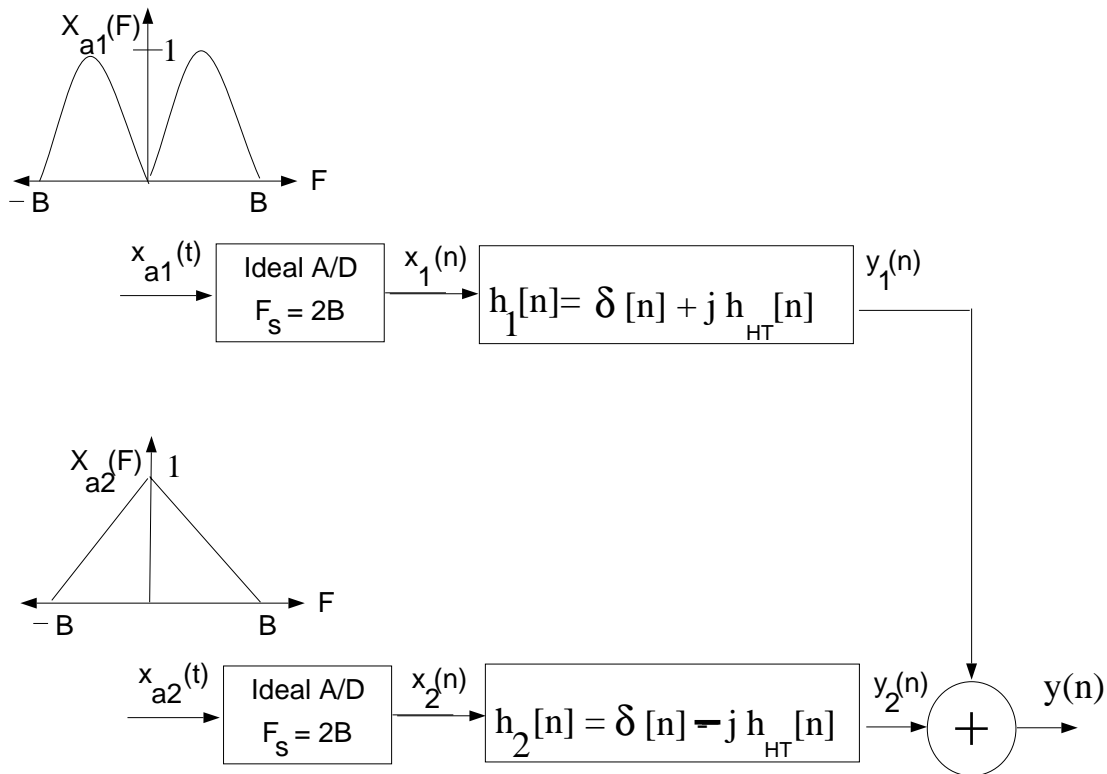 X_a1(F) 1
– B B F
x_a1(t) Ideal A/D F_s = 2B x_1(n) h_1[n]= δ [n] + j h_HT[n] y_1(n)
X_a2(F) 1
– B B F
x_a2(t) Ideal A/D F_s = 2B x_2(n) h_2[n] = δ [n] – j h_HT[n] y_2(n) + y(n)